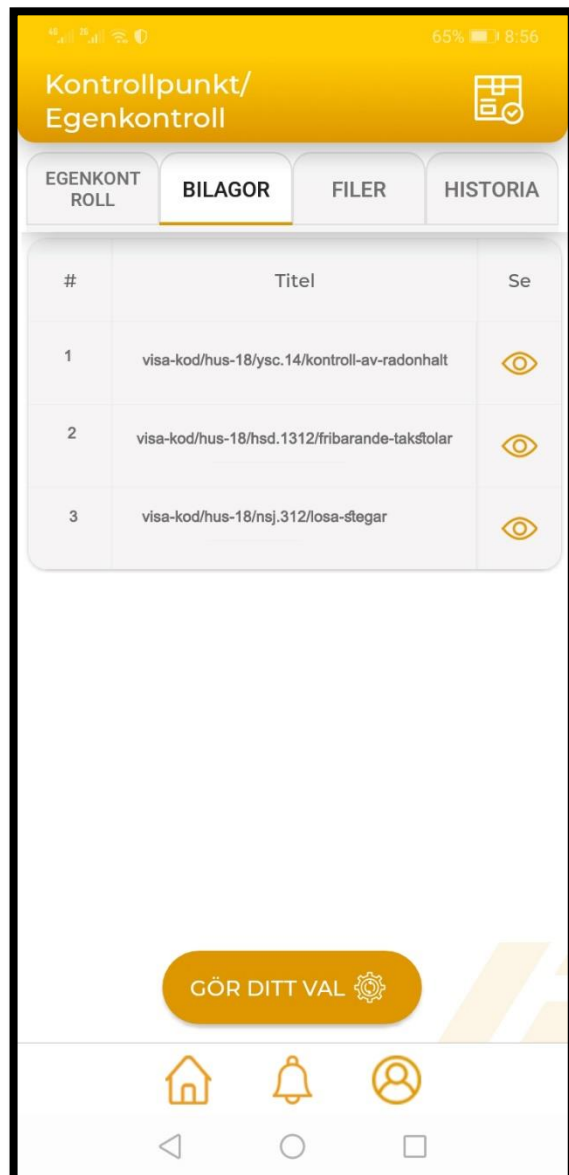 4G 2G 65% 8:56
Kontrollpunkt/
Egenkontroll
EGENKONT
ROLL
BILAGOR
FILER
HISTORIA
# Titel Se
1 visa-kod/hus-18/ysc.14/kontroll-av-radonhalt
2 visa-kod/hus-18/hsd.1312/fribarande-takstolar
3 visa-kod/hus-18/nsj.312/losa-stegar
GÖR DITT VAL